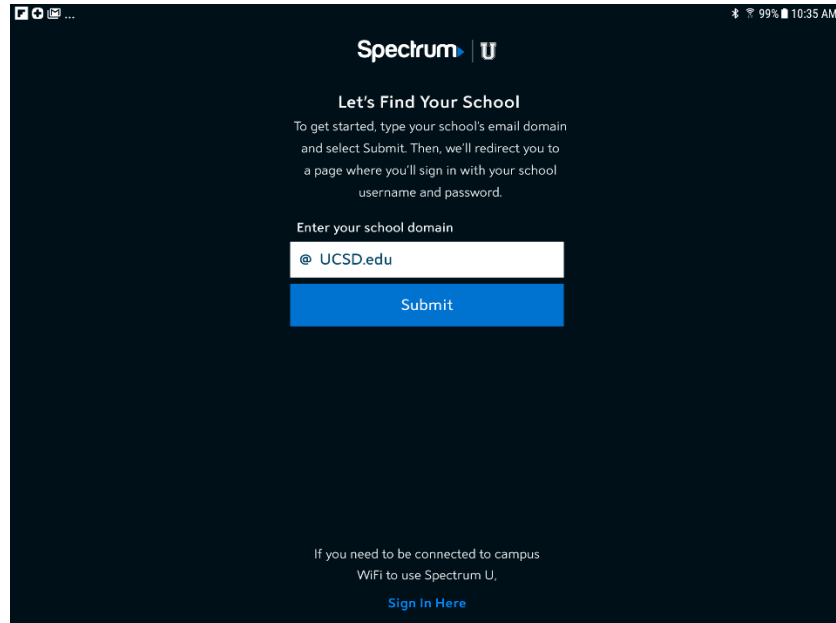 ... 99% 10:35 AM
Spectrum U
Let's Find Your School
To get started, type your school's email domain
and select Submit. Then, we'll redirect you to
a page where you'll sign in with your school
username and password.
Enter your school domain
@ UCSD.edu
Submit
If you need to be connected to campus
WiFi to use Spectrum U,
Sign In Here